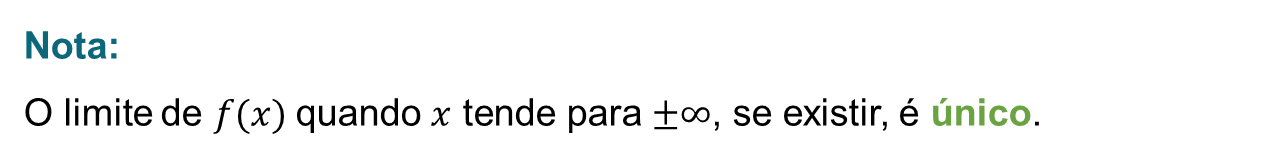 Nota:
O limite de 𝑓(𝑥) quando 𝑥 tende para ±∞, se existir, é único.